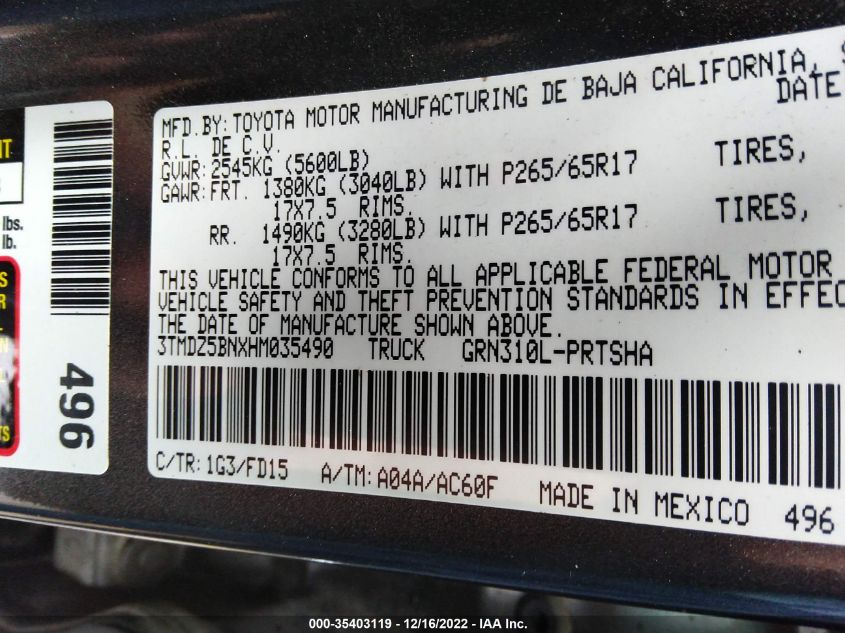 NT
lbs.
lb.
TS
R
L
N
L
TS
496
MFD.BY:TOYOTA MOTOR MANUFACTURING DE BAJA CALIFORNIA, S
R.L. DE C.V. DATE
GVWR:2545KG (5600LB)
GAWR:FRT. 1380KG (3040LB) WITH P265/65R17 TIRES,
17X7.5 RIMS.
RR. 1490KG (3280LB) WITH P265/65R17 TIRES,
17X7.5 RIMS.
THIS VEHICLE CONFORMS TO ALL APPLICABLE FEDERAL MOTOR
VEHICLE SAFETY AND THEFT PREVENTION STANDARDS IN EFFEC
THE DATE OF MANUFACTURE SHOWN ABOVE.
3TMDZ5BNXHM035490 TRUCK GRN310L-PRTSHA
C/TR:1G3/FD15 A/TM:A04A/AC60F MADE IN MEXICO 496
000-35403119 - 12/16/2022 - IAA Inc.